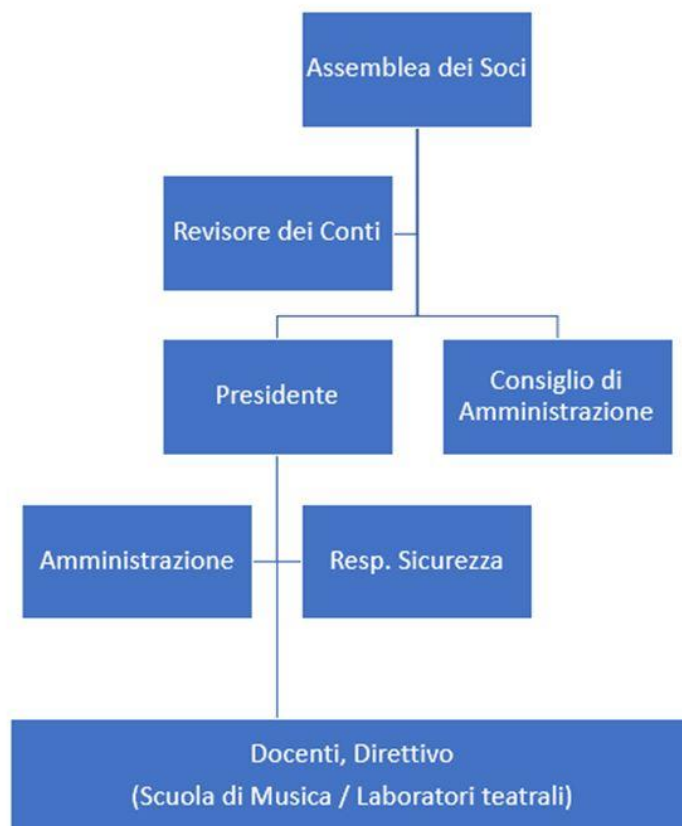 Assemblea dei Soci
Revisore dei Conti
Presidente
Consiglio di
Amministrazione
Amministrazione
Resp. Sicurezza
Docenti, Direttivo
(Scuola di Musica / Laboratori teatrali)